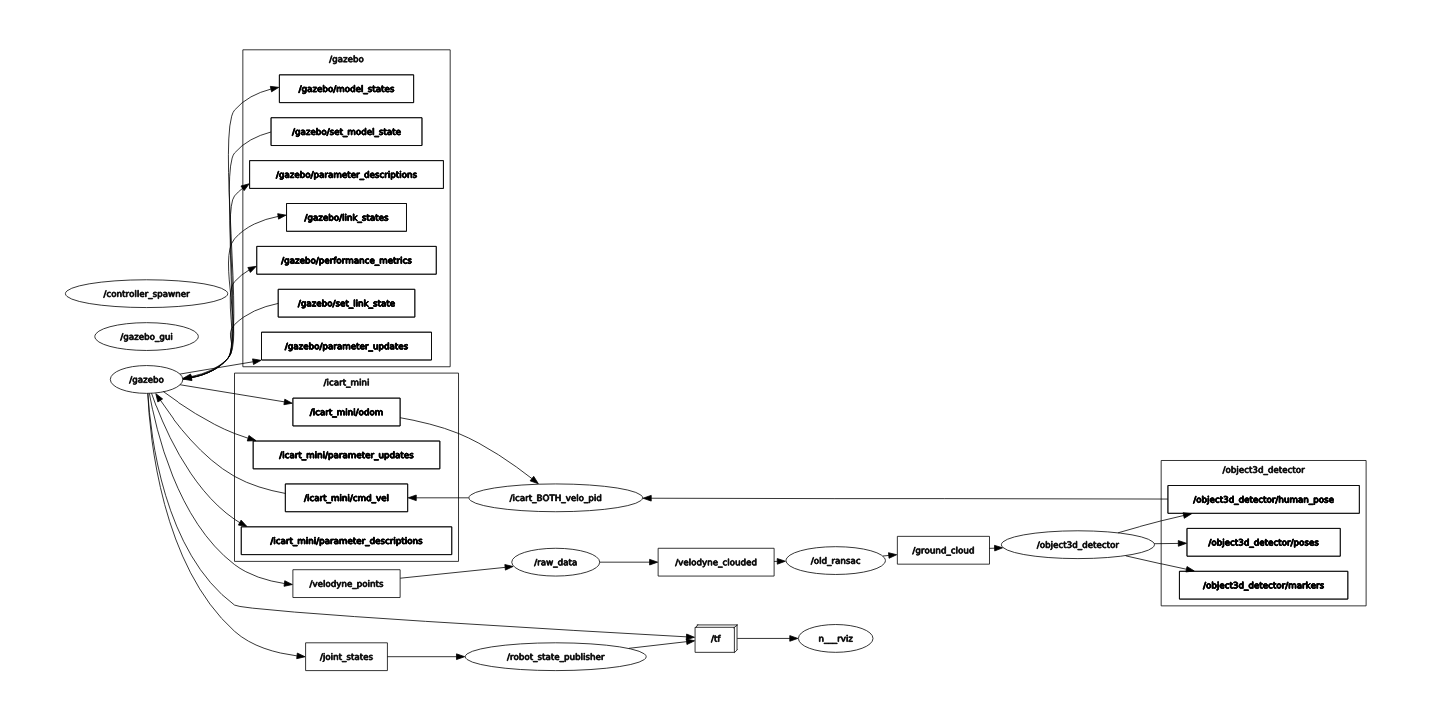 /gazebo
/gazebo/model_states
/gazebo/set_model_state
/gazebo/parameter_descriptions
/gazebo/link_states
/gazebo/performance_metrics
/controller_spawner
/gazebo/set_link_state
/gazebo_gui
/gazebo/parameter_updates
/gazebo
/icart_mini
/icart_mini/odom
/icart_mini/parameter_updates
/icart_mini/cmd_vel
/icart_mini/parameter_descriptions
/icart_BOTH_velo_pid
/object3d_detector
/object3d_detector/human_pose
/object3d_detector/poses
/object3d_detector/markers
/velodyne_points
/raw_data
/velodyne_clouded
/old_ransac
/ground_cloud
/object3d_detector
/tf
n___rviz
/joint_states
/robot_state_publisher